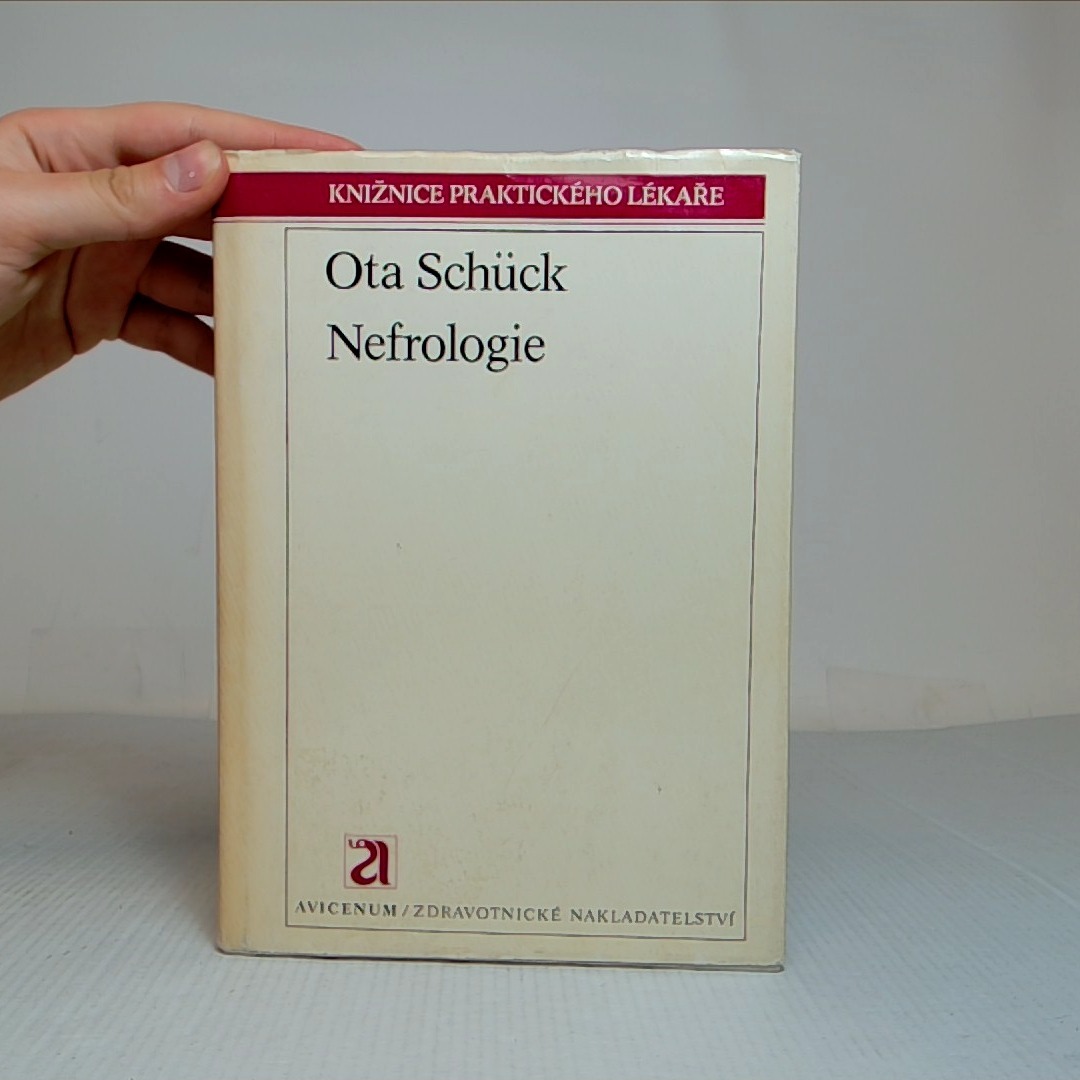 KNIŽNICE PRAKTICKÉHO LÉKAŘE
Ota Schück
Nefrologie
AVICENUM / ZDRAVOTNICKÉ NAKLADATELSTVÍ